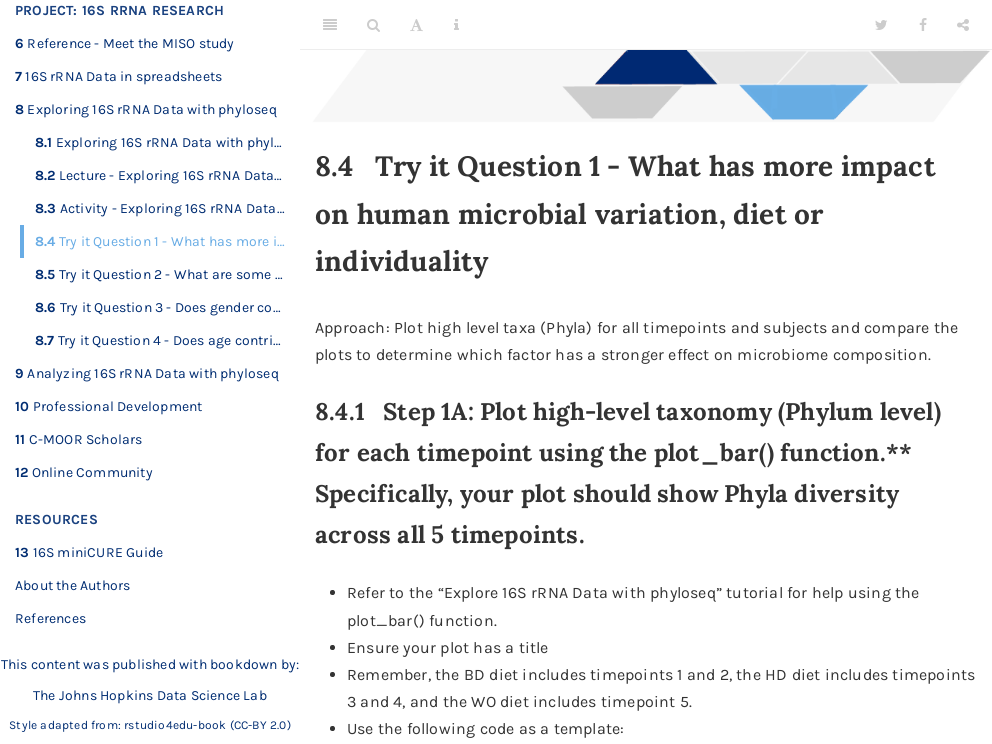 PROJECT: 16S RRNA RESEARCH
6 Reference - Meet the MISO study
7 16S rRNA Data in spreadsheets
8 Exploring 16S rRNA Data with phyloseq
8.1 Exploring 16S rRNA Data with phyl…
8.2 Lecture - Exploring 16S rRNA Data…
8.3 Activity - Exploring 16S rRNA Data…
8.4 Try it Question 1 - What has more i…
8.5 Try it Question 2 - What are some …
8.6 Try it Question 3 - Does gender co…
8.7 Try it Question 4 - Does age contri…
9 Analyzing 16S rRNA Data with phyloseq
10 Professional Development
11 C-MOOR Scholars
12 Online Community
RESOURCES
13 16S miniCURE Guide
About the Authors
References
This content was published with bookdown by:
The Johns Hopkins Data Science Lab
Style adapted from: rstudio4edu-book (CC-BY 2.0)
8.4 Try it Question 1 - What has more impact
on human microbial variation, diet or
individuality
Approach: Plot high level taxa (Phyla) for all timepoints and subjects and compare the
plots to determine which factor has a stronger effect on microbiome composition.
8.4.1 Step 1A: Plot high-level taxonomy (Phylum level)
for each timepoint using the plot_bar() function.**
Specifically, your plot should show Phyla diversity
across all 5 timepoints.
• Refer to the “Explore 16S rRNA Data with phyloseq” tutorial for help using the
plot_bar() function.
• Ensure your plot has a title
• Remember, the BD diet includes timepoints 1 and 2, the HD diet includes timepoints
3 and 4, and the WO diet includes timepoint 5.
• Use the following code as a template: